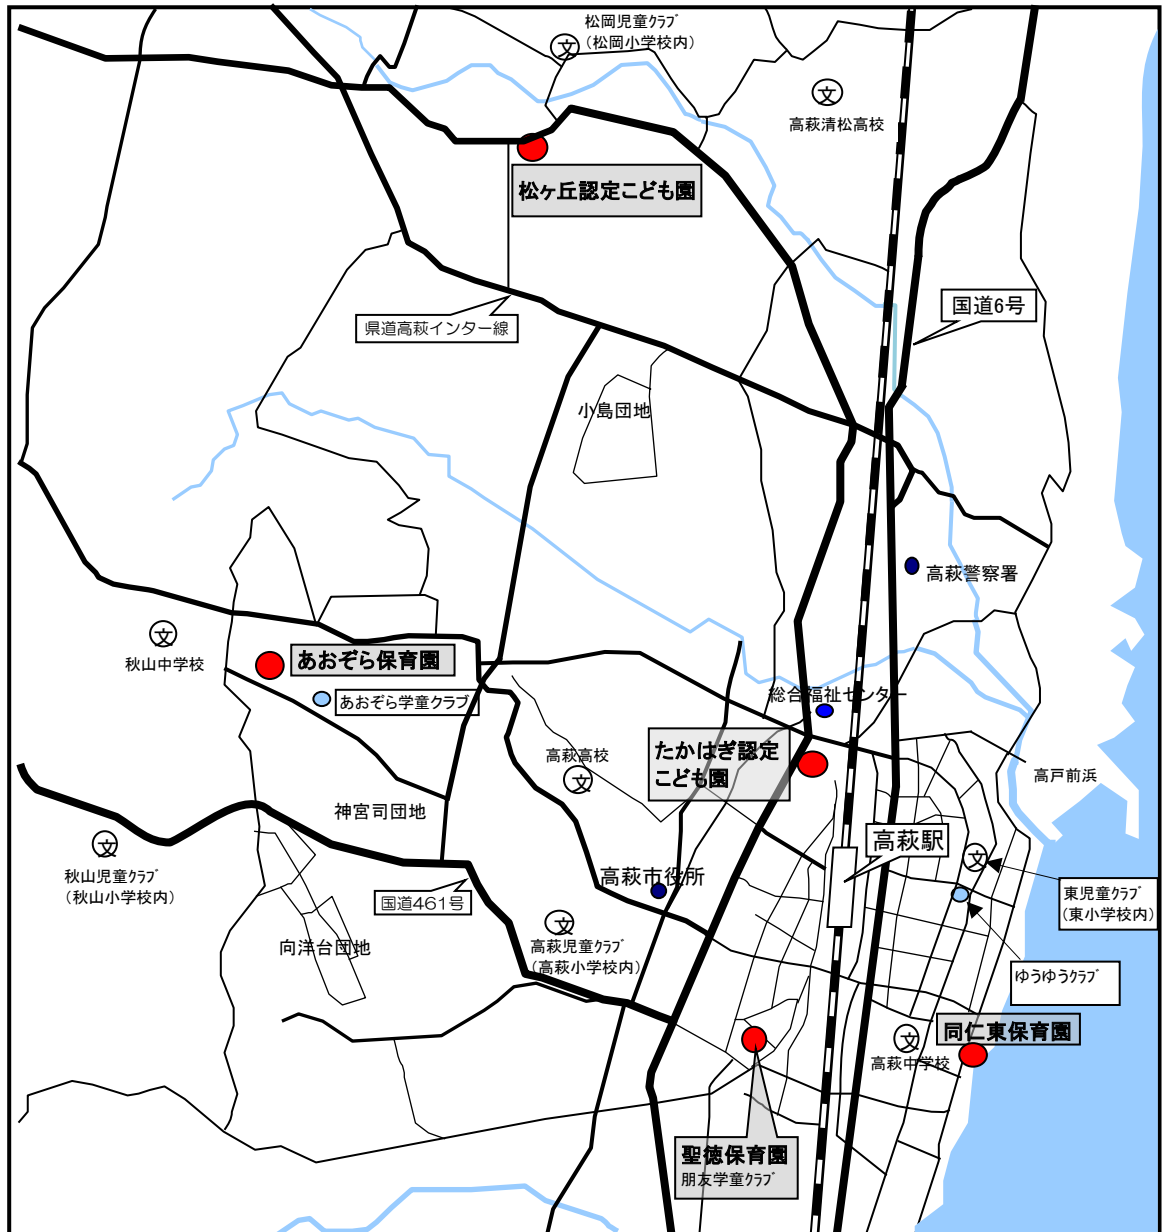 松岡児童クラブ
(松岡小学校内)
文
文
高萩清松高校
松ヶ丘認定こども園
国道6号
県道高萩インター線
小島団地
高萩警察署
文
秋山中学校
あおぞら保育園
あおぞら学童クラブ
総合福祉センター
たかはぎ認定
こども園
高萩高校
文
高戸前浜
神宮司団地
高萩駅
文
秋山児童クラブ
(秋山小学校内)
文
高萩市役所
国道461号
東児童クラブ
(東小学校内)
文
高萩児童クラブ
(高萩小学校内)
向洋台団地
ゆうゆうクラブ
同仁東保育園
文
高萩中学校
聖徳保育園
朋友学童クラブ